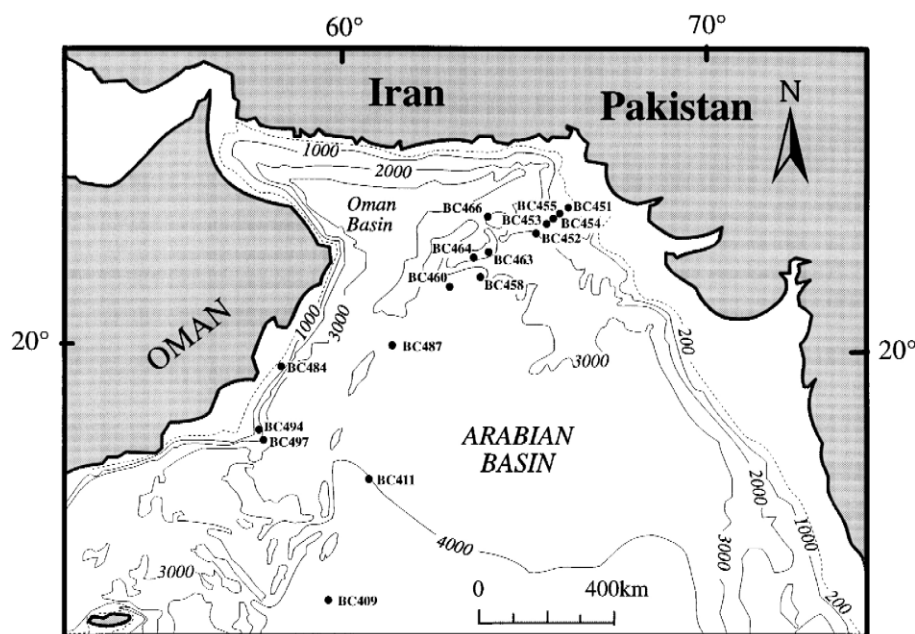 60°
70°
Iran
Pakistan
N
1000
2000
Oman
Basin
BC466
BC455
BC451
BC453
BC454
BC452
BC464
BC463
BC460
BC458
OMAN
1000
3000
20°
BC487
3000
200
20°
BC484
BC494
BC497
ARABIAN
BASIN
BC411
4000
3000
2000
1000
3000
200
BC409
0
400km